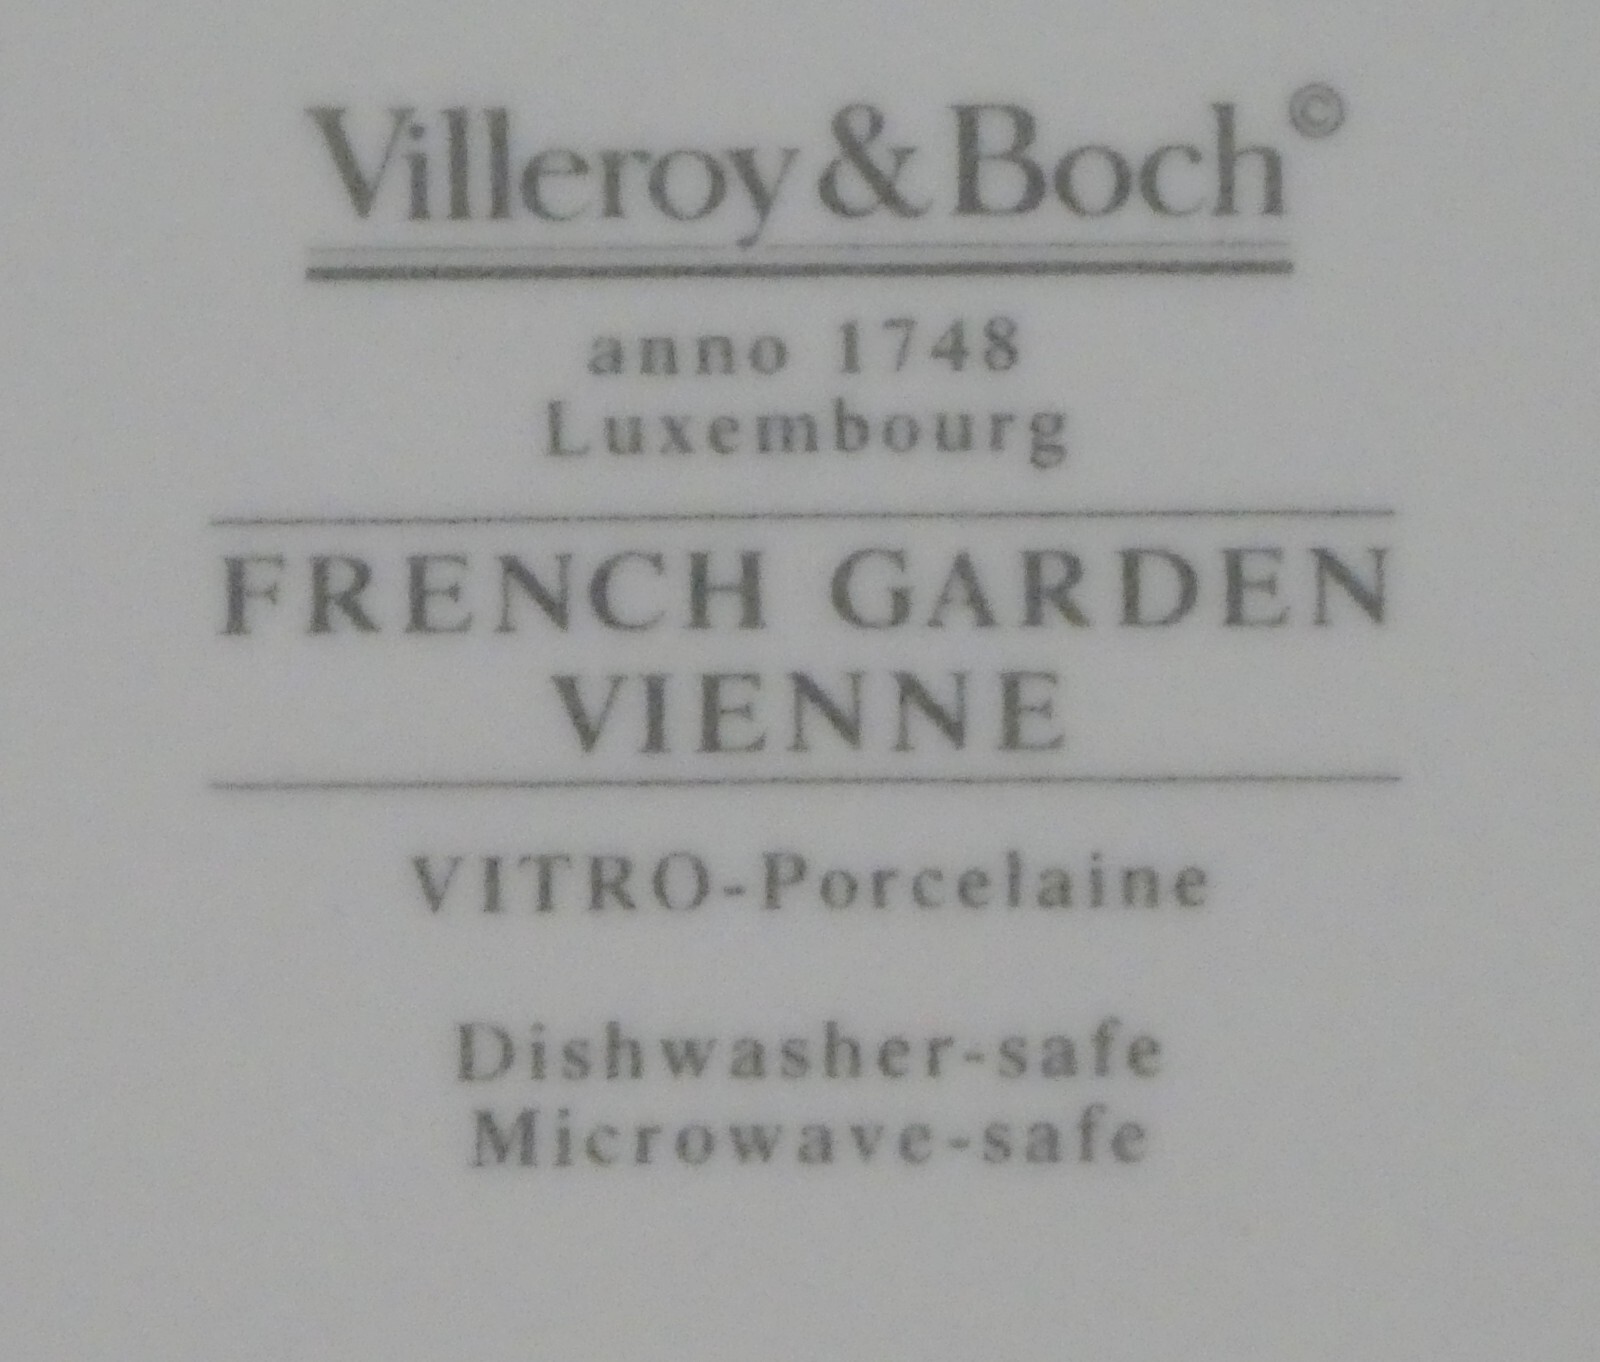 Villeroy & Boch©
anno 1748
Luxembourg
FRENCH GARDEN
VIENNE
VITRO-Porcelaine
Dishwasher-safe
Microwave-safe